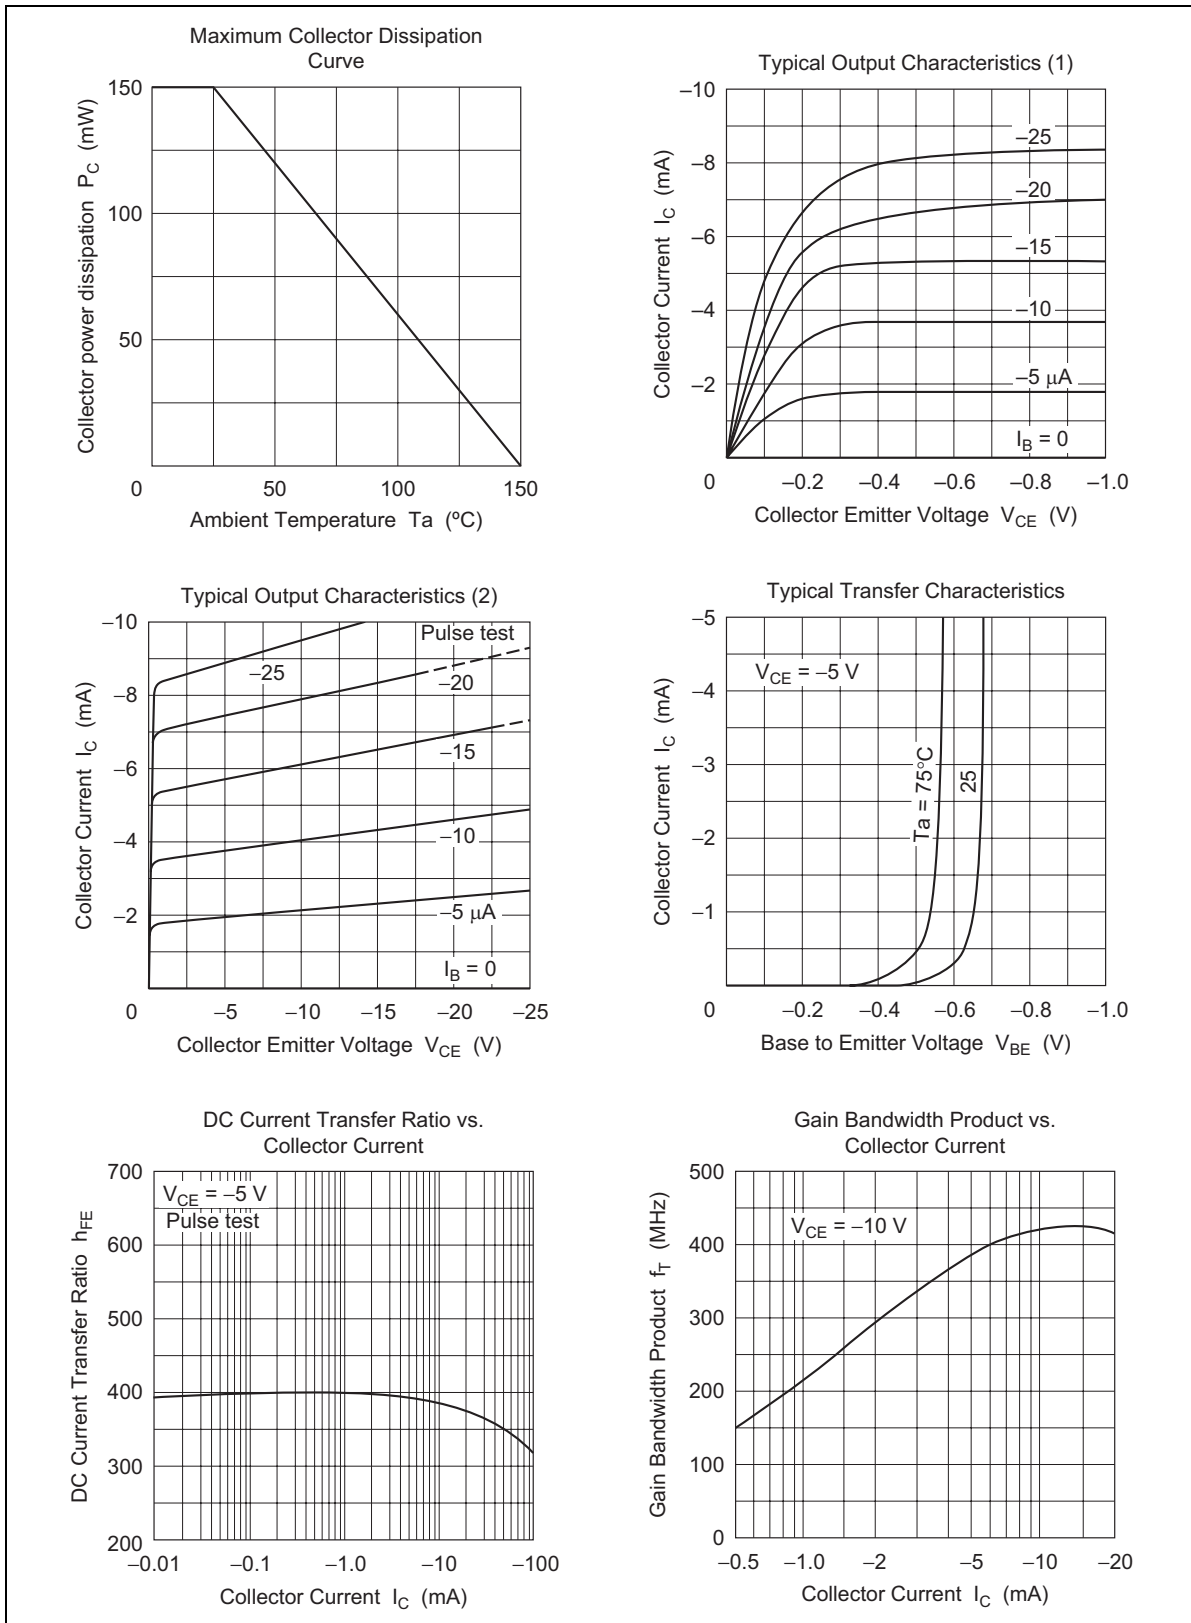 Maximum Collector Dissipation
Curve
Collector power dissipation P_C (mW)
150
100
50
0
50
100
150
Ambient Temperature Ta (ºC)
Typical Output Characteristics (1)
Collector Current I_C (mA)
–10
–8
–6
–4
–2
–25
–20
–15
–10
–5 μA
I_B = 0
0
–0.2
–0.4
–0.6
–0.8
–1.0
Collector Emitter Voltage V_CE (V)
Typical Output Characteristics (2)
Collector Current I_C (mA)
–10
–8
–6
–4
–2
Pulse test
–25
–20
–15
–10
–5 μA
I_B = 0
0
–5
–10
–15
–20
–25
Collector Emitter Voltage V_CE (V)
Typical Transfer Characteristics
Collector Current I_C (mA)
–5
–4
–3
–2
–1
V_CE = –5 V
Ta = 75°C
25
0
–0.2
–0.4
–0.6
–0.8
–1.0
Base to Emitter Voltage V_BE (V)
DC Current Transfer Ratio vs.
Collector Current
DC Current Transfer Ratio h_FE
700
600
500
400
300
200
V_CE = –5 V
Pulse test
–0.01
–0.1
–1.0
–10
–100
Collector Current I_C (mA)
Gain Bandwidth Product vs.
Collector Current
Gain Bandwidth Product f_T (MHz)
500
400
300
200
100
0
V_CE = –10 V
–0.5
–1.0
–2
–5
–10
–20
Collector Current I_C (mA)